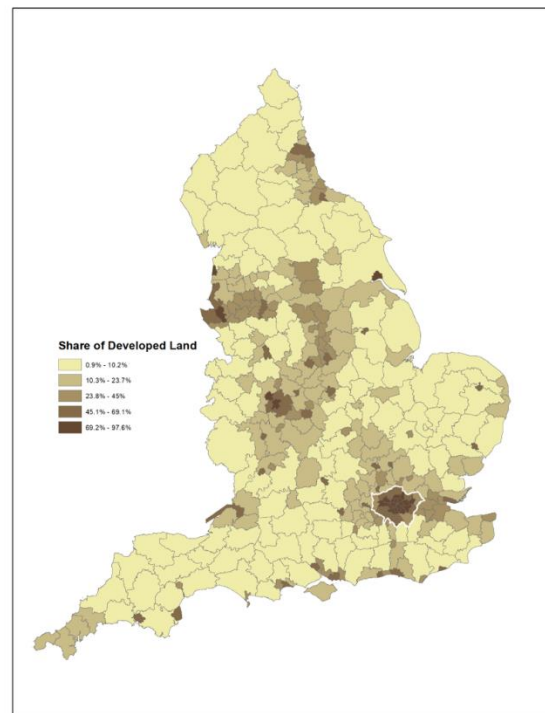 Share of Developed Land
0.9% - 10.2%
10.3% - 23.7%
23.8% - 45%
45.1% - 69.1%
69.2% - 97.6%